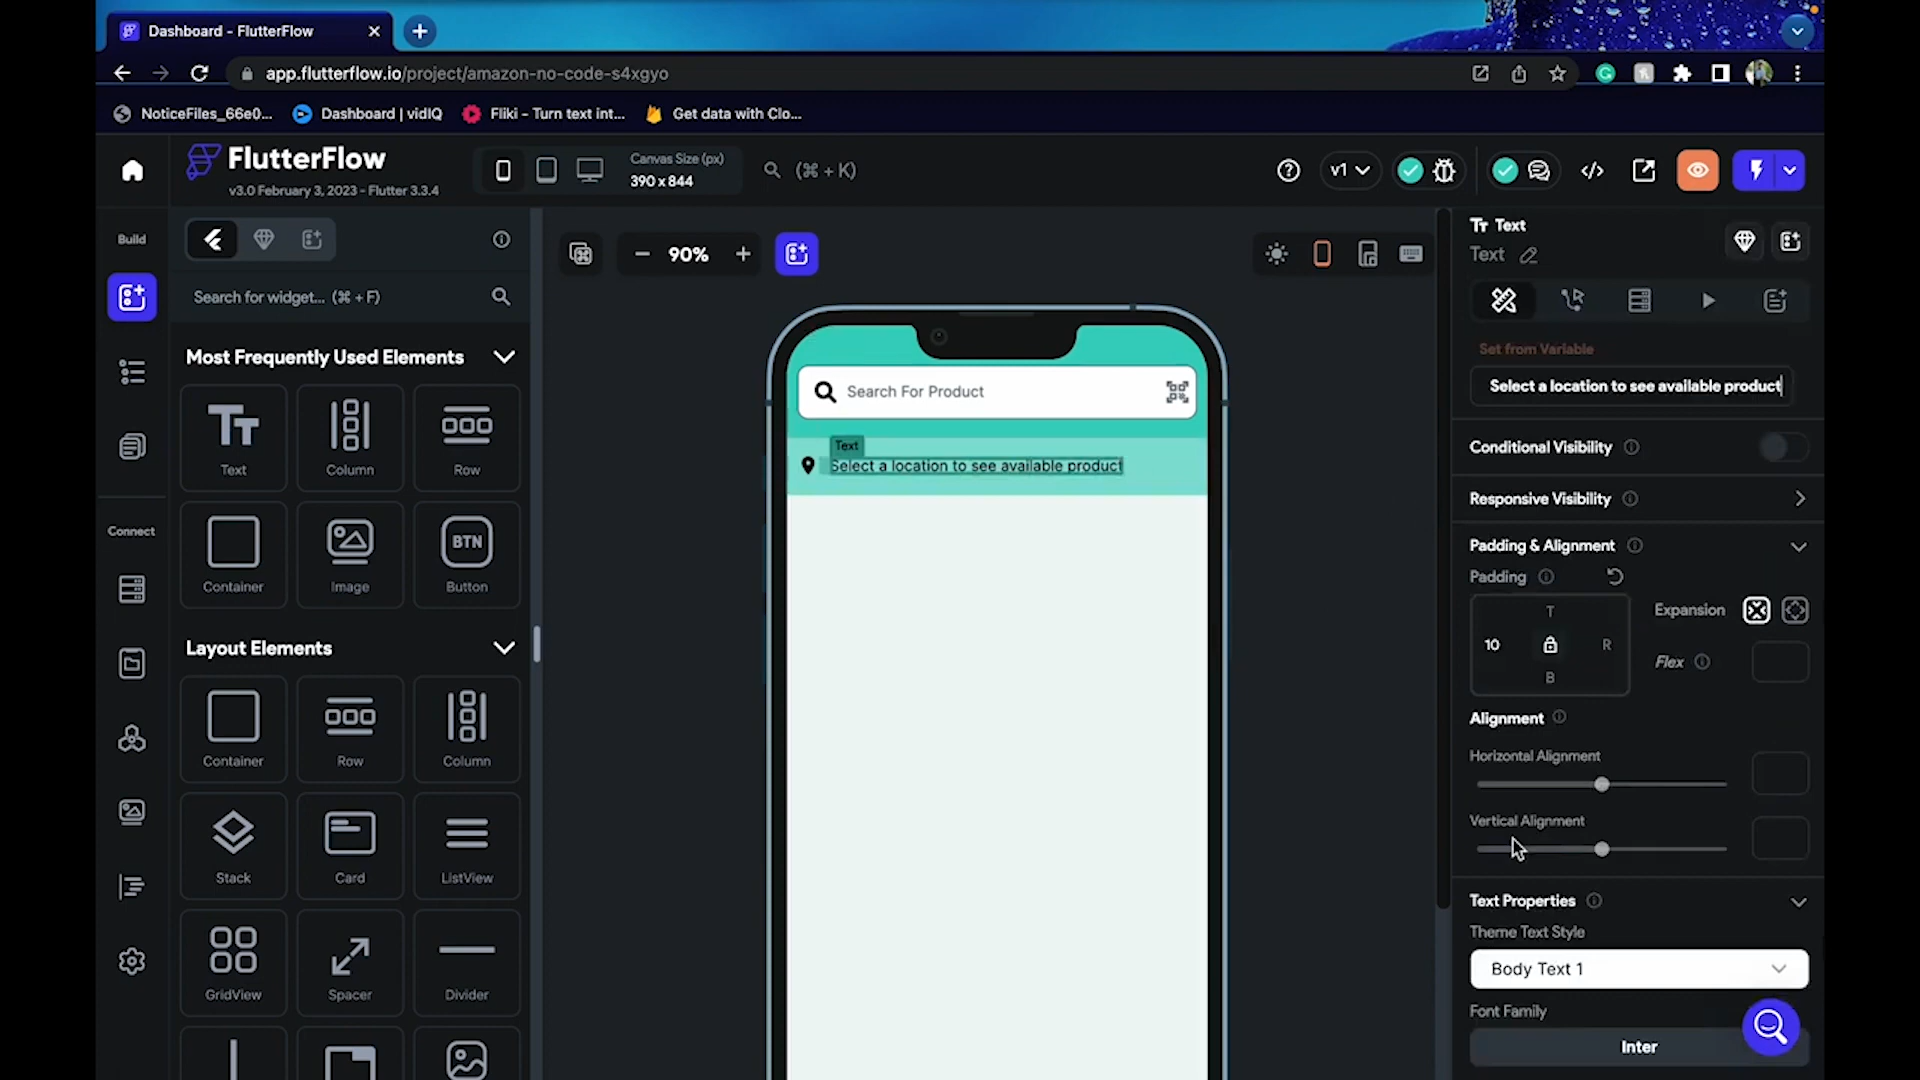 Dashboard - FlutterFlow
app.flutterflow.io/project/amazon-no-code-s4xgyo
NoticeFiles_66e0...
Dashboard | vidIQ
Fliki - Turn text int...
Get data with Clo...
FlutterFlow
v3.0 February 3, 2023 - Flutter 3.3.4
Canvas Size (px)
390 x 844
(⌘ + K)
v1
Build
Search for widget... (⌘ + F)
Most Frequently Used Elements
Text
Column
Row
Container
Image
BTN
Button
Connect
Layout Elements
Container
Row
Column
Stack
Card
ListView
GridView
Spacer
Divider
90%
Search For Product
Text
Select a location to see available product
Tt Text
Text
Set from Variable
Select a location to see available product
Conditional Visibility
Responsive Visibility
Padding & Alignment
Padding
T
10
R
B
Expansion
Flex
Alignment
Horizontal Alignment
Vertical Alignment
Text Properties
Theme Text Style
Body Text 1
Font Family
Inter